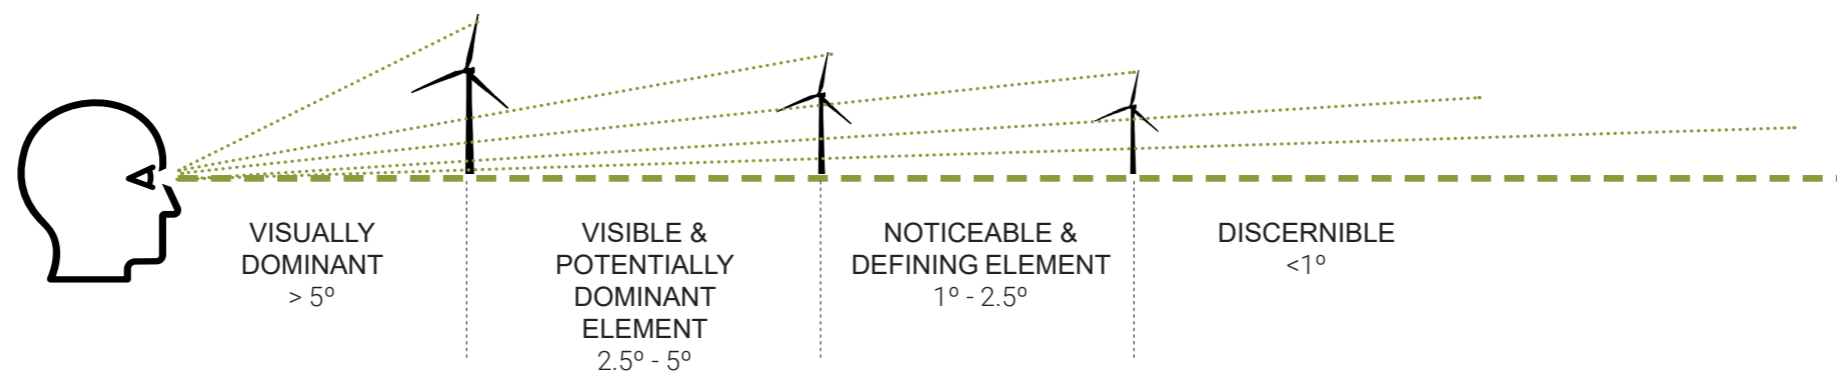 VISUALLY
DOMINANT
> 5º
VISIBLE &
POTENTIALLY
DOMINANT
ELEMENT
2.5º - 5º
NOTICEABLE &
DEFINING ELEMENT
1º - 2.5º
DISCERNIBLE
<1º